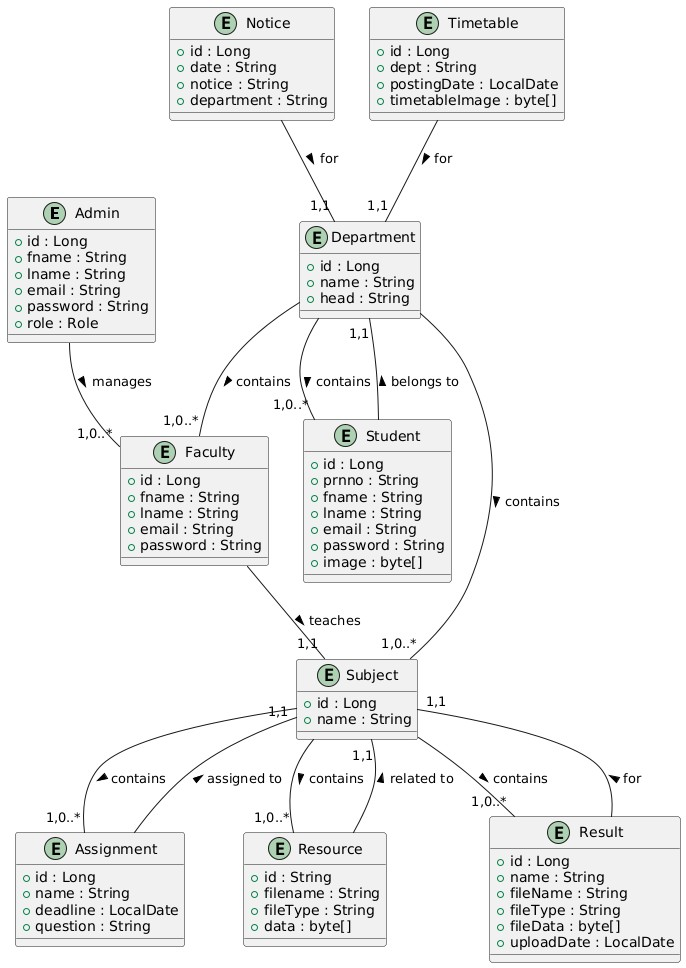 E Notice
id : Long
date : String
notice : String
department : String
E Timetable
id : Long
dept : String
postingDate : LocalDate
timetableImage : byte[]
for
for
1,1
1,1
E Admin
id : Long
fname : String
lname : String
email : String
password : String
role : Role
E Department
id : Long
name : String
head : String
manages
1,0..*
contains
1,0..*
contains
1,0..*
1,1
belongs to
contains
E Faculty
id : Long
fname : String
lname : String
email : String
password : String
E Student
id : Long
prnno : String
fname : String
lname : String
email : String
password : String
image : byte[]
teaches
1,1
1,0..*
E Subject
id : Long
name : String
1,1
1,1
contains
1,0..*
assigned to
contains
1,0..*
1,1
related to
contains
1,0..*
for
E Assignment
id : Long
name : String
deadline : LocalDate
question : String
E Resource
id : String
filename : String
fileType : String
data : byte[]
E Result
id : Long
name : String
fileName : String
fileType : String
fileData : byte[]
uploadDate : LocalDate